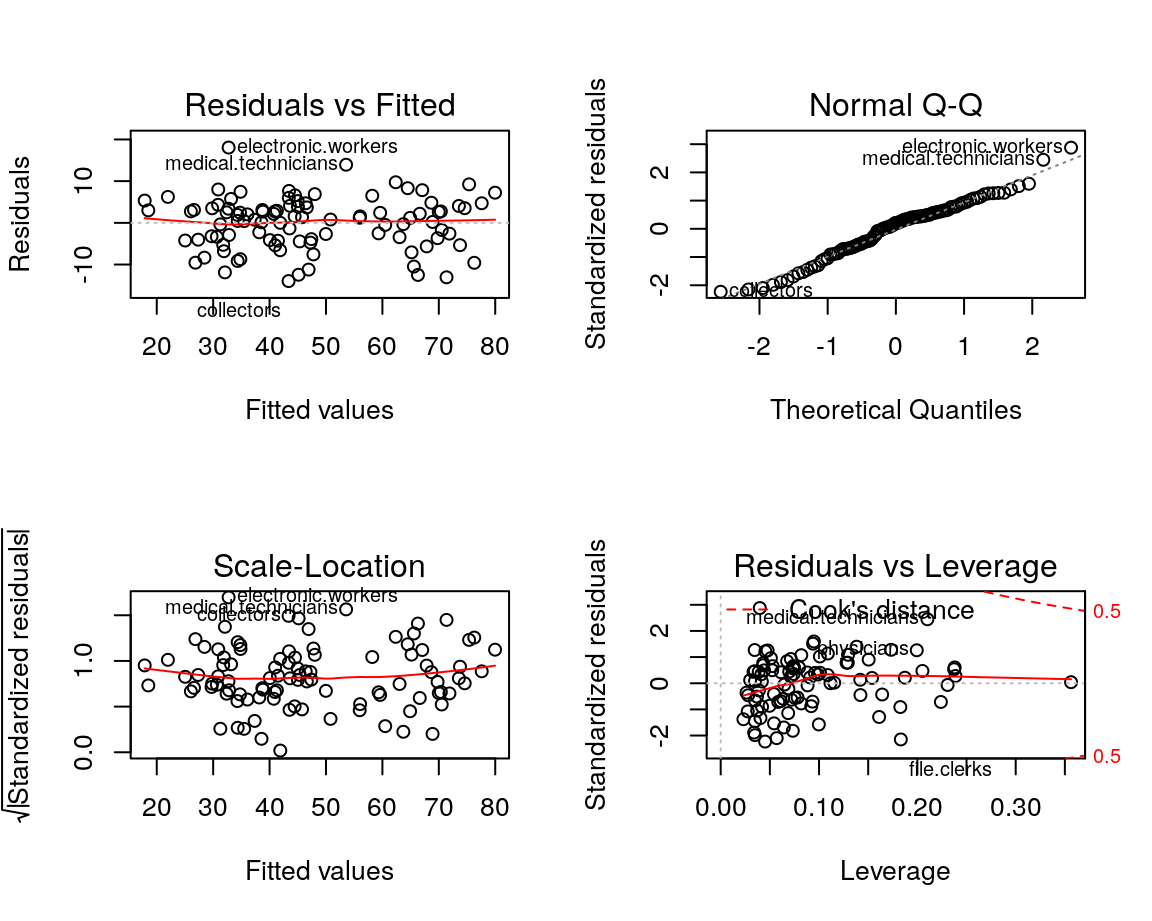 Residuals vs Fitted
Residuals
10
-10
electronic.workers
medical.technicians
collectors
20 30 40 50 60 70 80
Fitted values
Normal Q-Q
Standardized residuals
2
0
-2
electronic.workers
medical.technicians
collectors
-2 -1 0 1 2
Theoretical Quantiles
Scale-Location
√|Standardized residuals|
1.0
0.0
electronic.workers
medical.technicians
collectors
20 30 40 50 60 70 80
Fitted values
Residuals vs Leverage
Standardized residuals
2
0
-2
Cook's distance
medical.technicians
physicians
file.clerks
0.5
0.5
0.00 0.10 0.20 0.30
Leverage